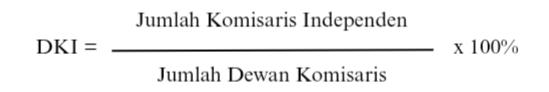 Jumlah Komisaris Independen
DKI = x 100%
Jumlah Dewan Komisaris